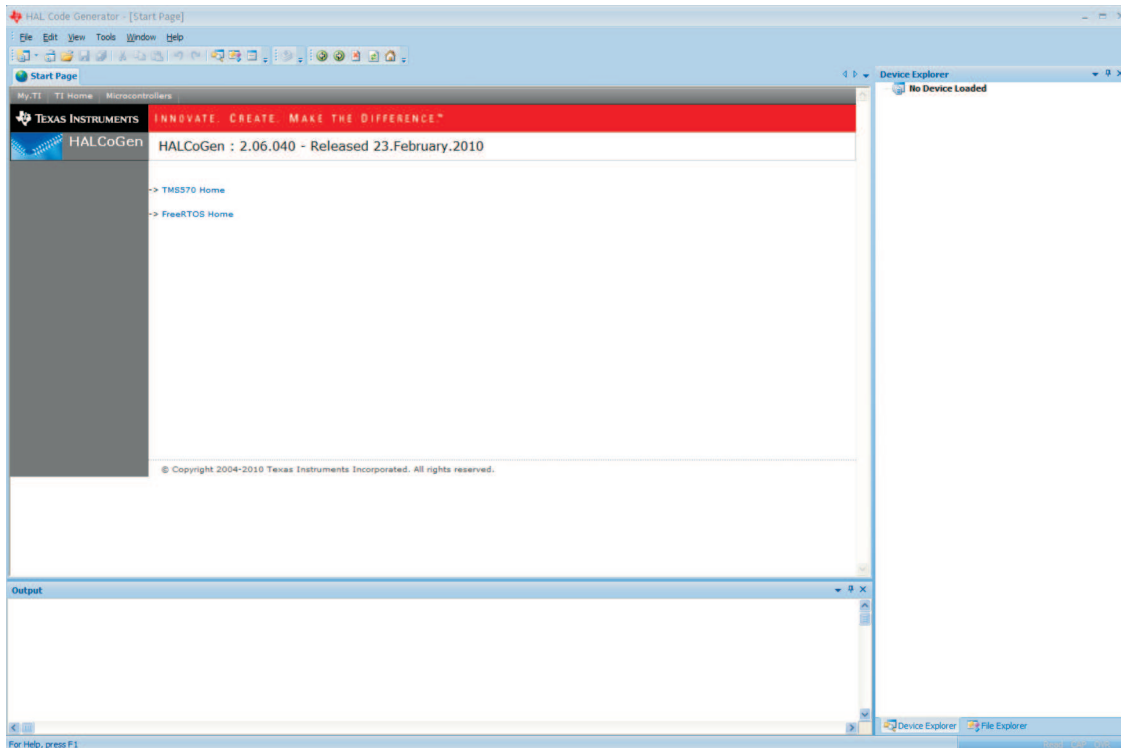 HAL Code Generator - [Start Page]
File Edit View Tools Window Help
Start Page
My.TI TI Home Microcontrollers
TEXAS INSTRUMENTS INNOVATE. CREATE. MAKE THE DIFFERENCE.™
HALCoGen HALCoGen : 2.06.040 - Released 23.February.2010
-> TMS570 Home
-> FreeRTOS Home
© Copyright 2004-2010 Texas Instruments Incorporated. All rights reserved.
Output
For Help, press F1
Device Explorer
No Device Loaded
Device Explorer File Explorer